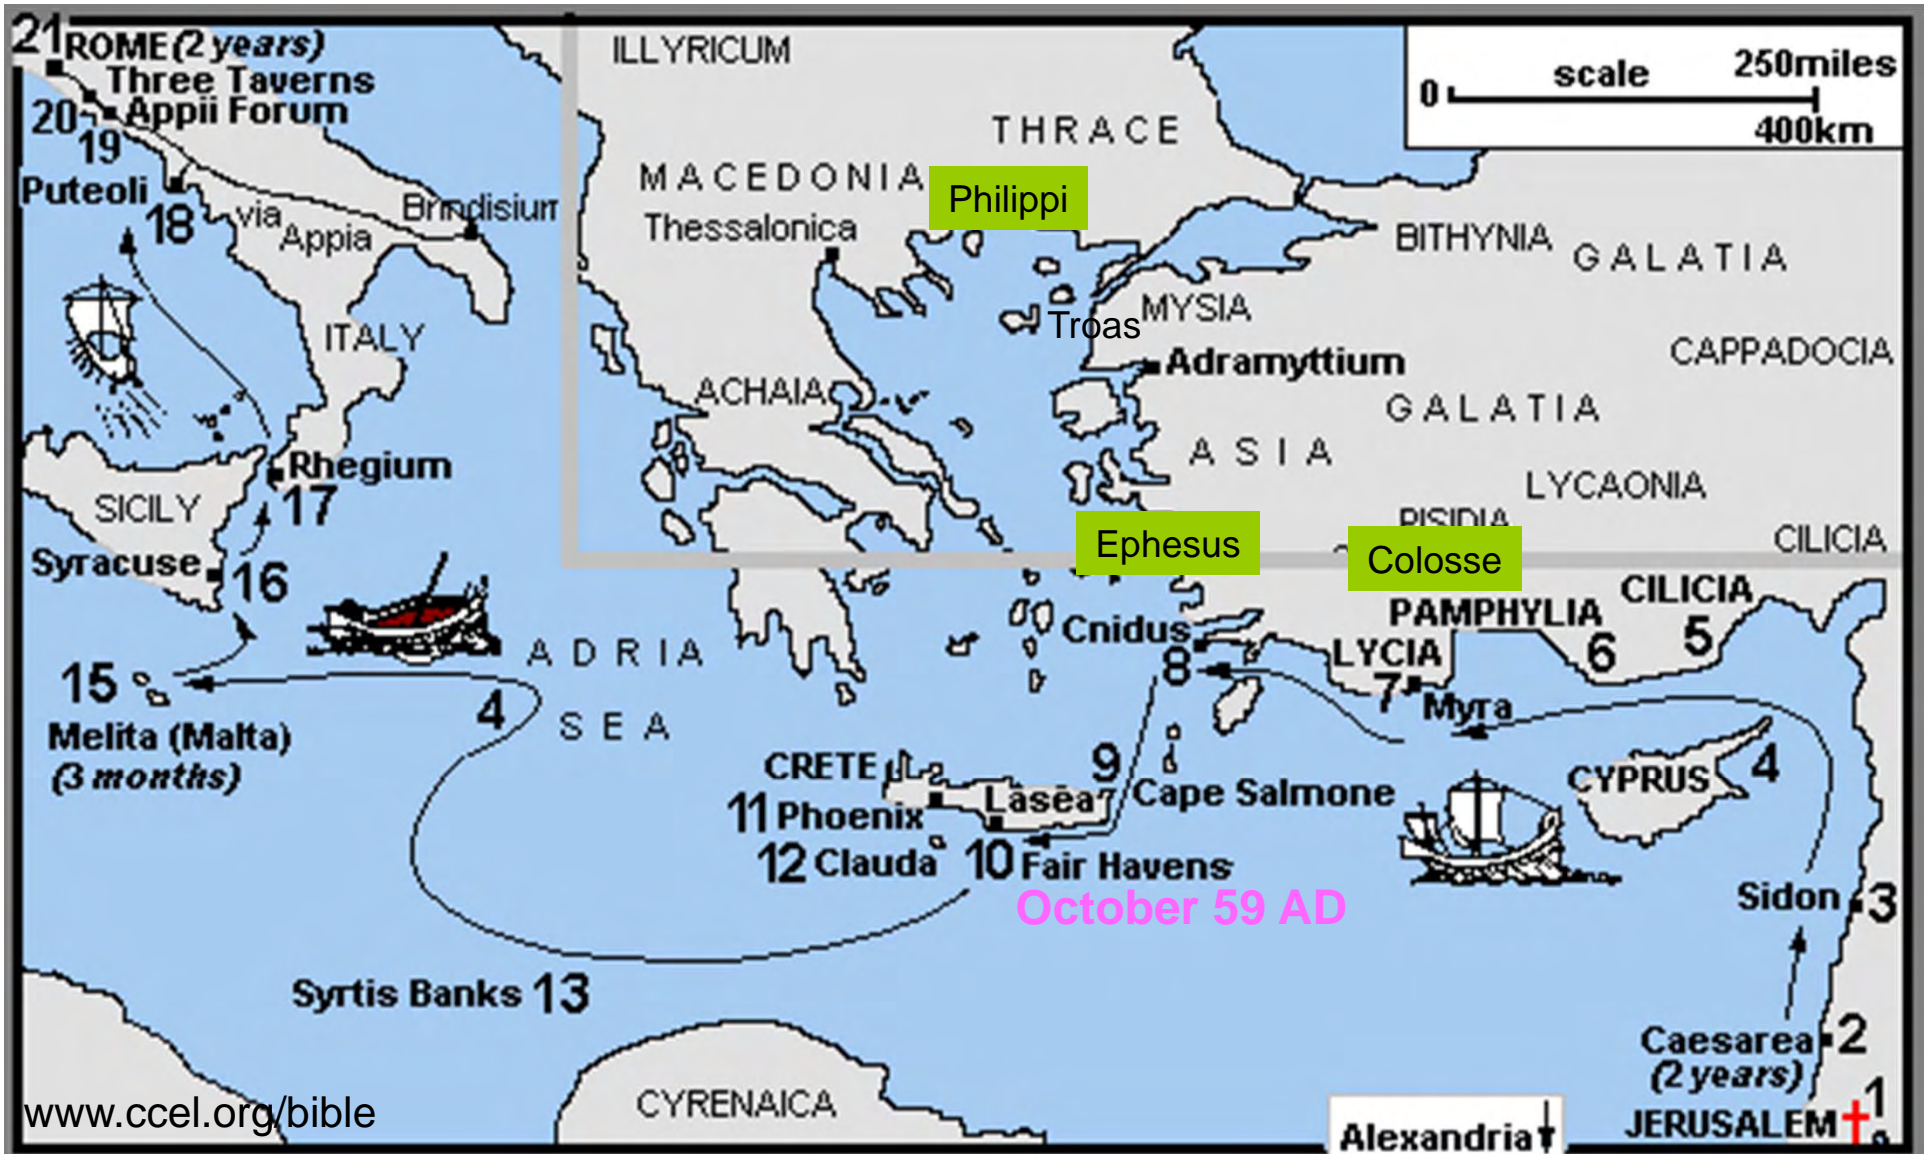 21 ROME (2 years)
Three Taverns
20 Appii Forum
19
Puteoli
18
via
Appia
Brindisium
ITALY
ILLYRICUM
THRACE
MACEDONIA
Philippi
Thessalonica
scale
0
250miles
400km
BITHYNIA
GALATIA
MYSIA
Troas
Adramyttium
CAPPADOCIA
ACHAIA
GALATIA
ASIA
LYCAONIA
PISIDIA
CILICIA
Rhegium
17
SICILY
Syracuse
16
Ephesus
Colosse
CILICIA
PAMPHYLIA
5
6
Cnidus
8
LYCIA
7
Myra
ADRIA
SEA
15
4
Melita (Malta)
(3 months)
CRETE
9
Lasea
Cape Salmone
CYPRUS
4
11 Phoenix
12 Clauda
10 Fair Havens
October 59 AD
Sidon
3
Syrtis Banks 13
Caesarea 2
(2 years)
CYRENAICA
www.ccel.org/bible
Alexandria
1
JERUSALEM